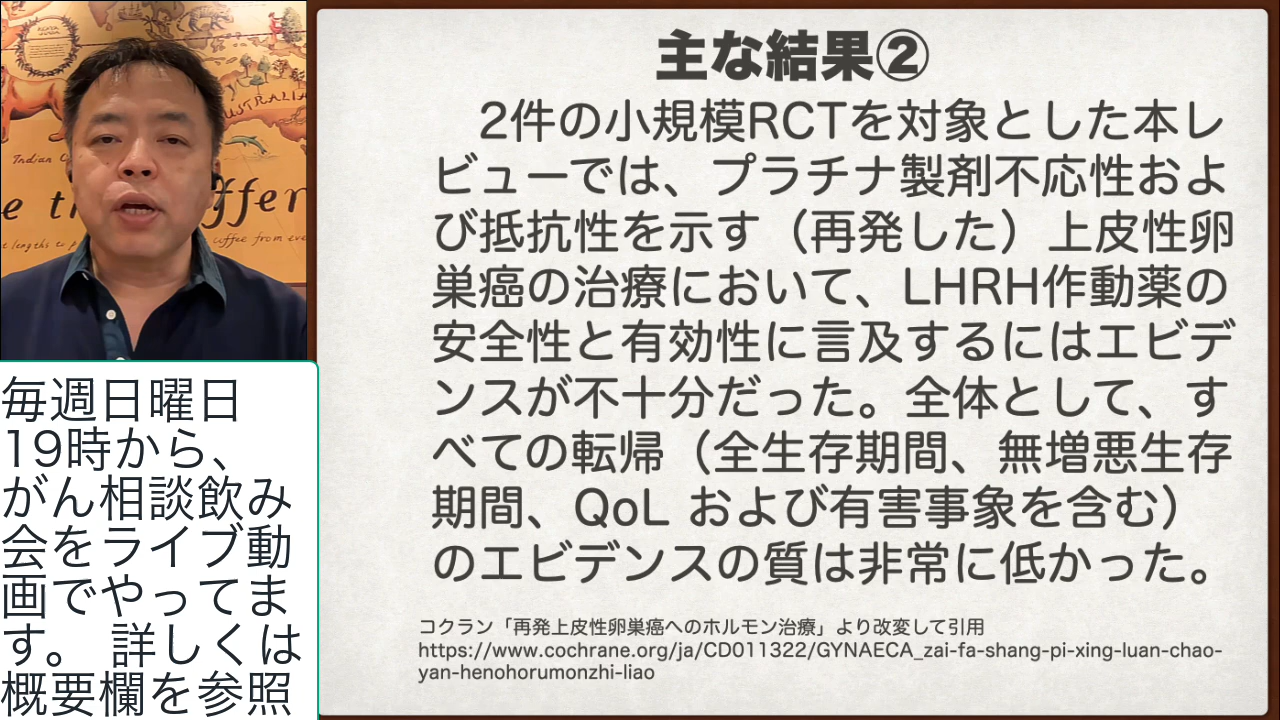 主な結果②
2件の小規模RCTを対象とした本レ
ビューでは、プラチナ製剤不応性およ
び抵抗性を示す（再発した）上皮性卵
巣癌の治療において、LHRH作動薬の
安全性と有効性に言及するにはエビデ
ンスが不十分だった。全体として、す
べての転帰（全生存期間、無増悪生存
期間、QoL および有害事象を含む）
のエビデンスの質は非常に低かった。
コクラン「再発上皮性卵巣癌へのホルモン治療」より改変して引用
https://www.cochrane.org/ja/CD011322/GYNAECA_zai-fa-shang-pi-xing-luan-chao-
yan-henohorumonzhi-liao
毎週日曜日
19時から、
がん相談飲み
会をライブ動
画でやってま
す。 詳しくは
概要欄を参照
AUSTRALIA
Indian